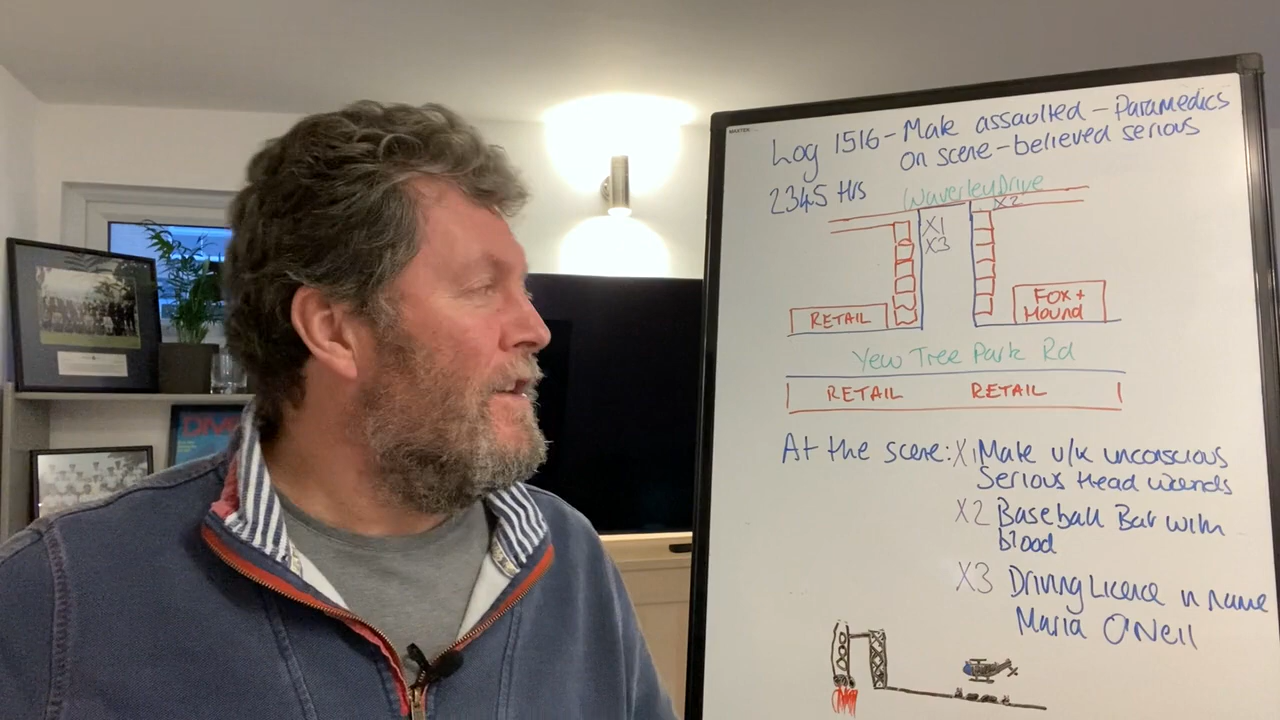 Log 1516 - Male assaulted - Paramedics
on scene - believed serious
2345 Hrs
Waverley Drive
X2
X1
X3
RETAIL
Fox +
Hound
Yew Tree Park Rd
RETAIL RETAIL
At the scene: X1 Male u/k unconscious
Serious Head wounds
X2 Baseball Bat with
blood
X3 Driving Licence in name
Maria O'Neil